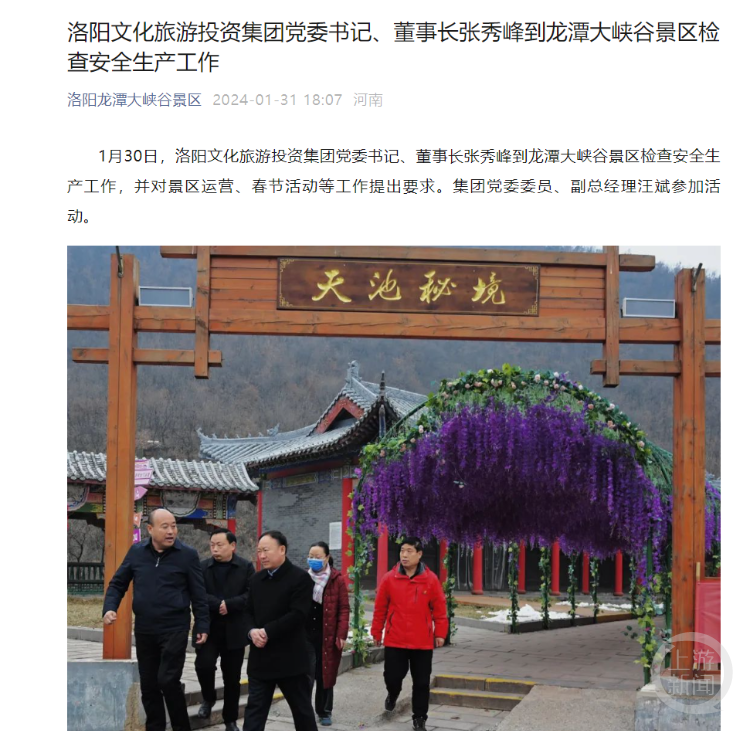 洛阳文化旅游投资集团党委书记、董事长张秀峰到龙潭大峡谷景区检
查安全生产工作
洛阳龙潭大峡谷景区 2024-01-31 18:07 河南
1月30日，洛阳文化旅游投资集团党委书记、董事长张秀峰到龙潭大峡谷景区检查安全生
产工作，并对景区运营、春节活动等工作提出要求。集团党委委员、副总经理汪斌参加活
动。
天池秘境
上游
新闻